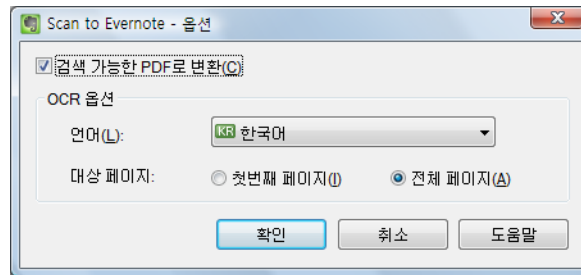 Scan to Evernote - 옵션
검색 가능한 PDF로 변환(C)
OCR 옵션
언어(L): KR 한국어
대상 페이지: 첫번째 페이지(I) 전체 페이지(A)
확인 취소 도움말